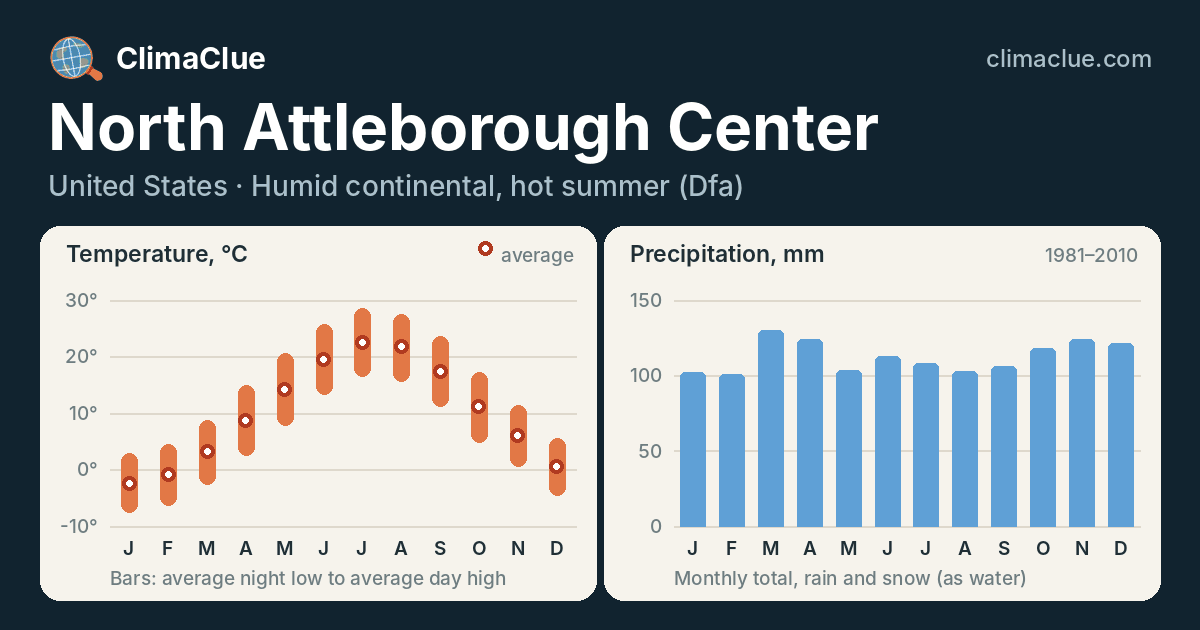 ClimaClue
climaclue.com
North Attleborough Center
United States · Humid continental, hot summer (Dfa)
Temperature, °C
average
30°
20°
10°
0°
-10°
J F M A M J J A S O N D
Bars: average night low to average day high
Precipitation, mm
1981–2010
150
100
50
0
J F M A M J J A S O N D
Monthly total, rain and snow (as water)